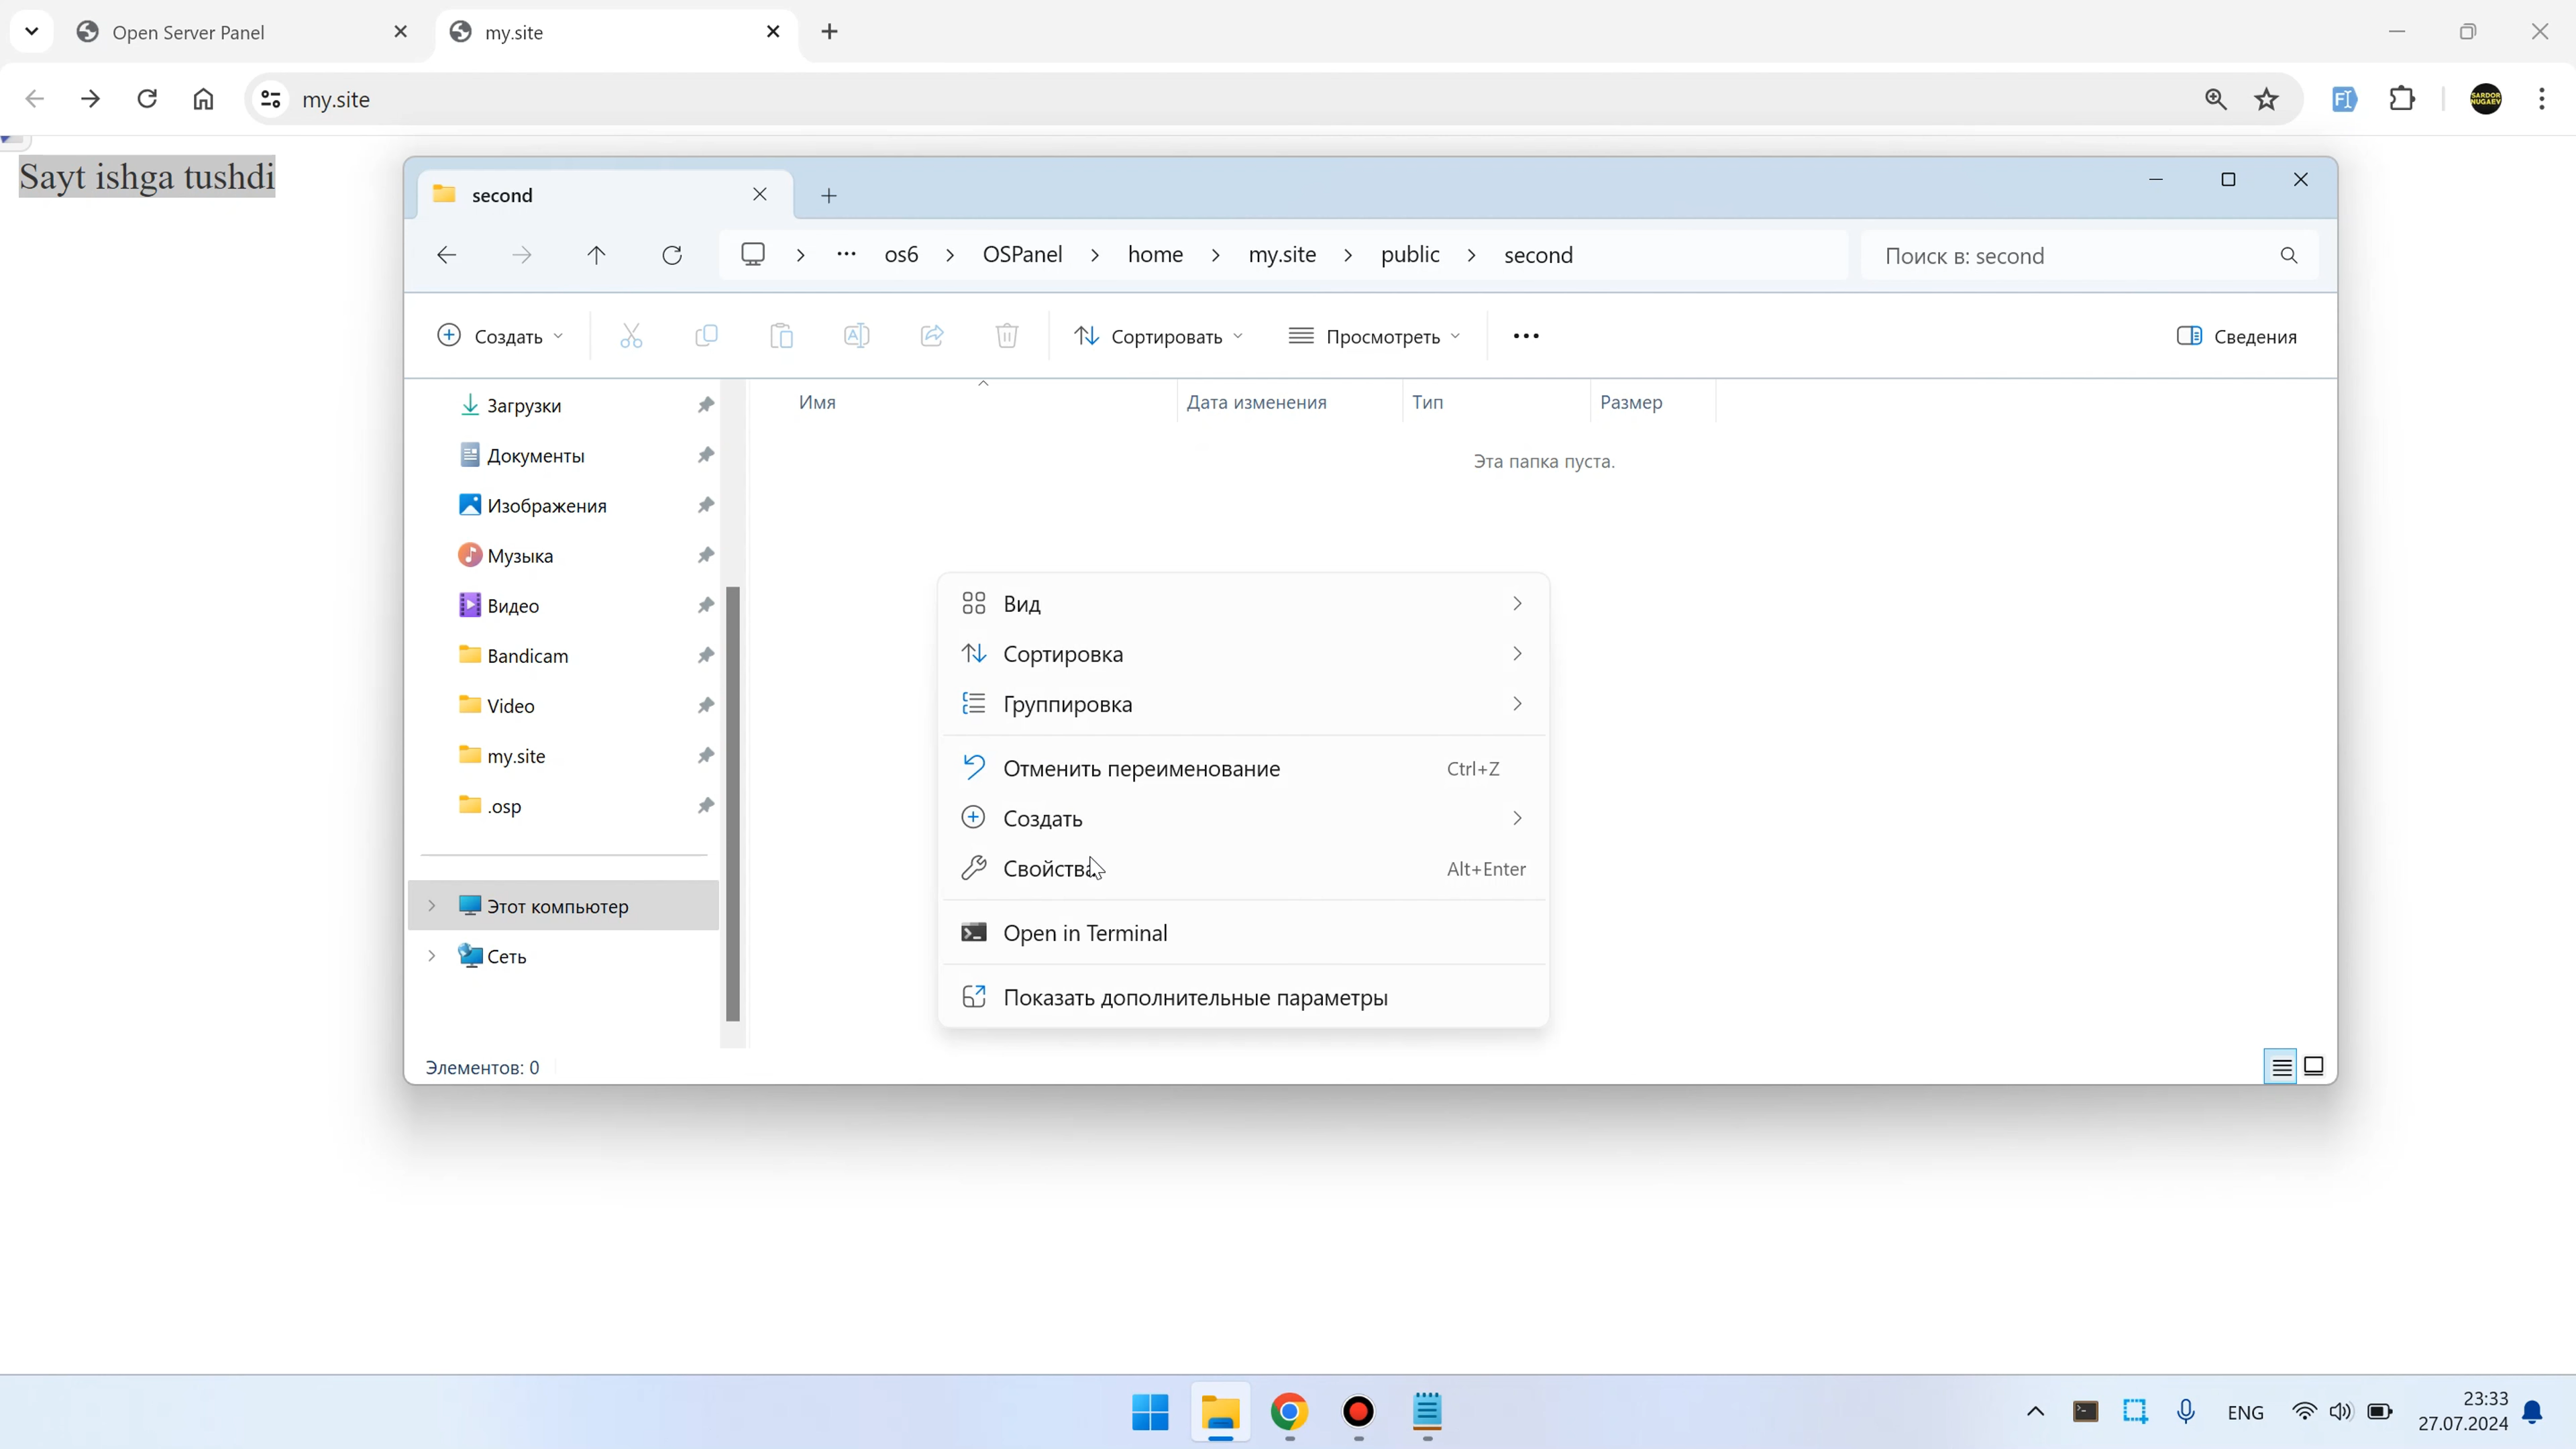 Open Server Panel
my.site
my.site
SARDOR
NUGAEV
Sayt ishga tushdi
second
os6 > OSPanel > home > my.site > public > second
Поиск в: second
Создать
Сортировать
Просмотреть
Сведения
Загрузки
Документы
Изображения
Музыка
Видео
Bandicam
Video
my.site
.osp
Этот компьютер
Сеть
Имя
Дата изменения
Тип
Размер
Эта папка пуста.
Вид
Сортировка
Группировка
Отменить переименование Ctrl+Z
Создать
Свойства Alt+Enter
Open in Terminal
Показать дополнительные параметры
Элементов: 0
ENG
23:33
27.07.2024